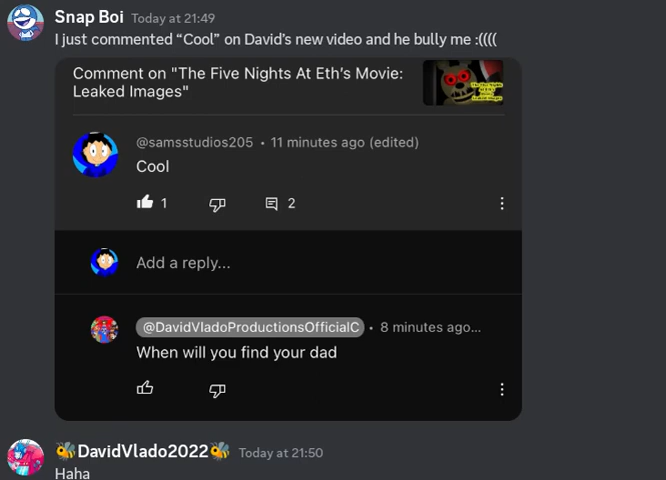 Snap Boi Today at 21:49
I just commented “Cool” on David’s new video and he bully me :((((
Comment on "The Five Nights At Eth’s Movie:
Leaked Images"
@samsstudios205 • 11 minutes ago (edited)
Cool
1 2
Add a reply...
@DavidVladoProductionsOfficialC • 8 minutes ago...
When will you find your dad
🐝DavidVlado2022🐝 Today at 21:50
Haha